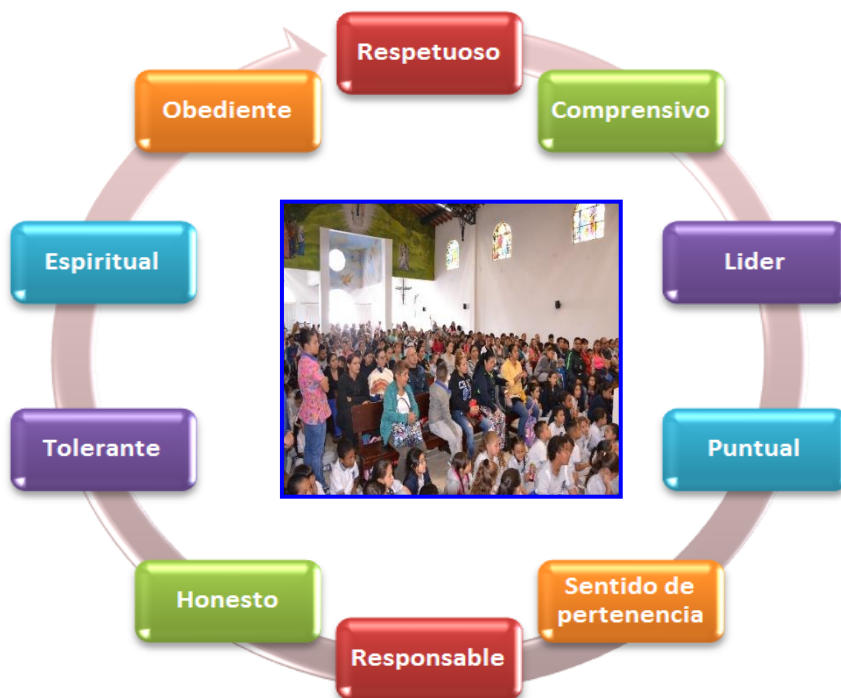 Respetuoso
Comprensivo
Lider
Puntual
Sentido de
pertenencia
Responsable
Honesto
Tolerante
Espiritual
Obediente